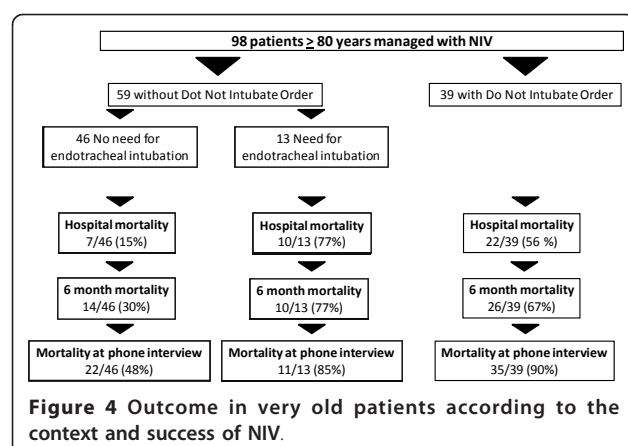 98 patients ≥ 80 years managed with NIV
59 without Dot Not Intubate Order
39 with Do Not Intubate Order
46 No need for
endotracheal intubation
13 Need for
endotracheal intubation
Hospital mortality
7/46 (15%)
Hospital mortality
10/13 (77%)
Hospital mortality
22/39 (56 %)
6 month mortality
14/46 (30%)
6 month mortality
10/13 (77%)
6 month mortality
26/39 (67%)
Mortality at phone interview
22/46 (48%)
Mortality at phone interview
11/13 (85%)
Mortality at phone interview
35/39 (90%)
Figure 4 Outcome in very old patients according to the
context and success of NIV.